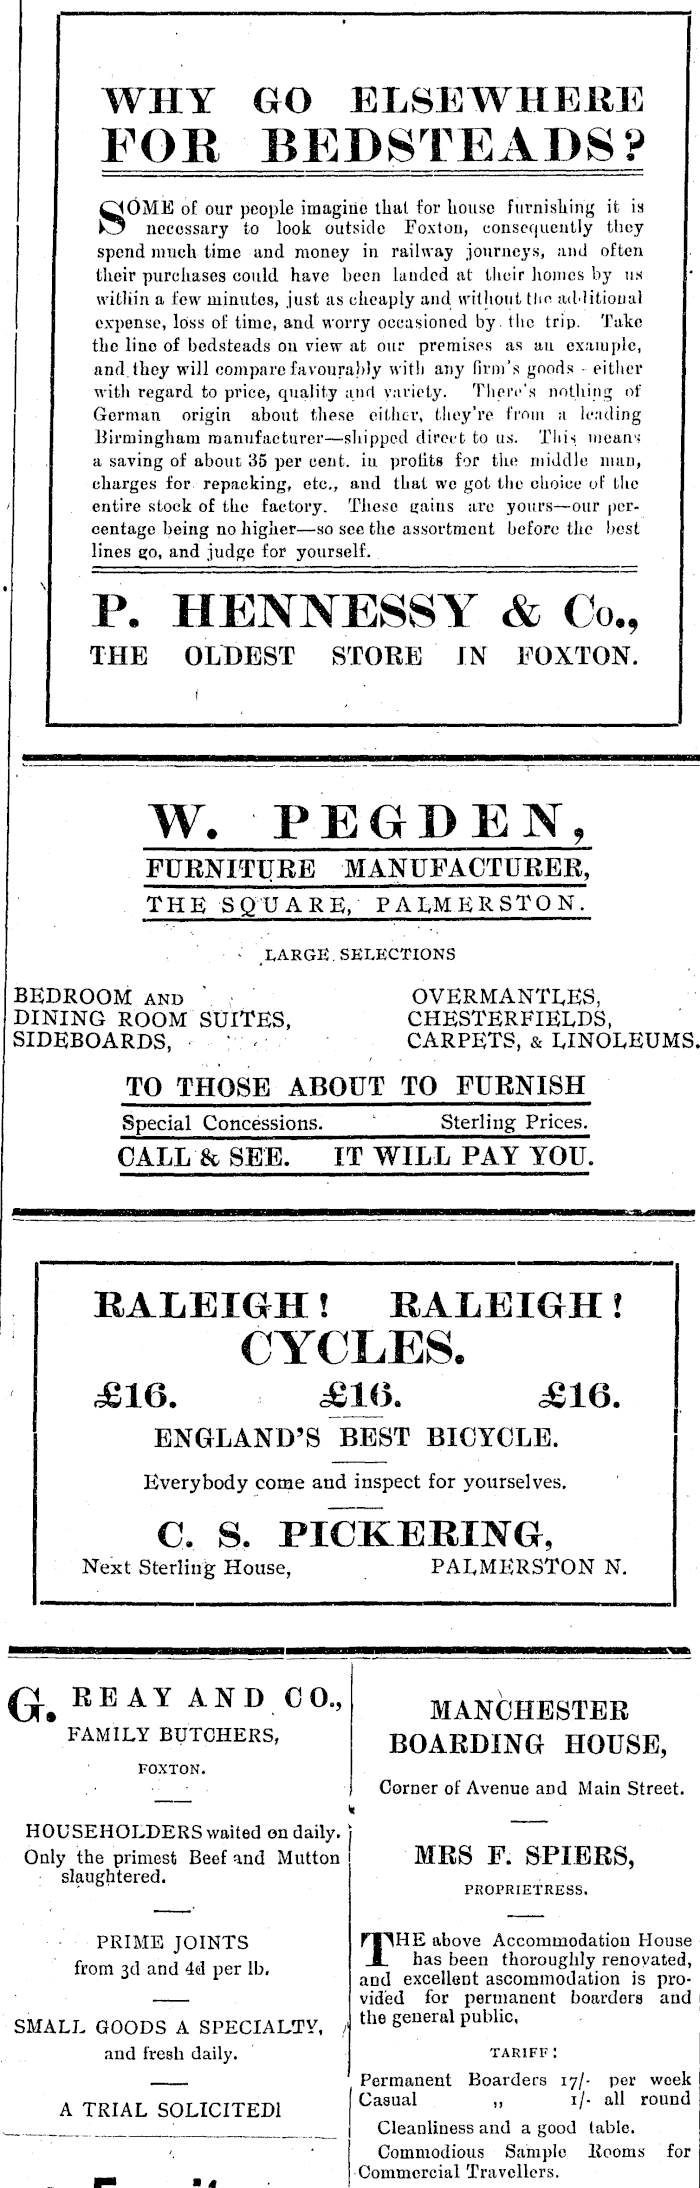 WHY GO ELSEWHERE
FOR BEDSTEADS?
SOME of our people imagine that for house furnishing it is
necessary to look outside Foxton, consequently they
spend much time and money in railway journeys, and often
their purchases could have been landed at their homes by us
within a few minutes, just as cheaply and without the additional
expense, loss of time, and worry occasioned by the trip. Take
the line of bedsteads on view at our premises as an example,
and they will compare favourably with any firm's goods - either
with regard to price, quality and variety. There's nothing of
German origin about these either, they're from a leading
Birmingham manufacturer—shipped direct to us. This means
a saving of about 35 per cent. in profits for the middle man,
charges for repacking, etc., and that we got the choice of the
entire stock of the factory. These gains are yours—our per-
centage being no higher—so see the assortment before the best
lines go, and judge for yourself.
P. HENNESSY & Co.,
THE OLDEST STORE IN FOXTON.
W. PEGDEN,
FURNITURE MANUFACTURER,
THE SQUARE, PALMERSTON.
LARGE SELECTIONS
BEDROOM AND
DINING ROOM SUITES,
SIDEBOARDS,
OVERMANTLES,
CHESTERFIELDS,
CARPETS, & LINOLEUMS.
TO THOSE ABOUT TO FURNISH
Special Concessions. Sterling Prices.
CALL & SEE. IT WILL PAY YOU.
RALEIGH! RALEIGH!
CYCLES.
£16. £16. £16.
ENGLAND'S BEST BICYCLE.
Everybody come and inspect for yourselves.
C. S. PICKERING,
Next Sterling House, PALMERSTON N.
G. REAY AND CO.,
FAMILY BUTCHERS,
FOXTON.
HOUSEHOLDERS waited on daily.
Only the primest Beef and Mutton
slaughtered.
PRIME JOINTS
from 3d and 4d per lb.
SMALL GOODS A SPECIALTY,
and fresh daily.
A TRIAL SOLICITED!
MANCHESTER
BOARDING HOUSE,
Corner of Avenue and Main Street.
MRS F. SPIERS,
PROPRIETRESS.
THE above Accommodation House
has been thoroughly renovated,
and excellent ascommodation is pro-
vided for permanent boarders and
the general public,
TARIFF:
Permanent Boarders 17/- per week
Casual ,, 1/- all round
Cleanliness and a good table.
Commodious Sample Rooms for
Commercial Travellers.